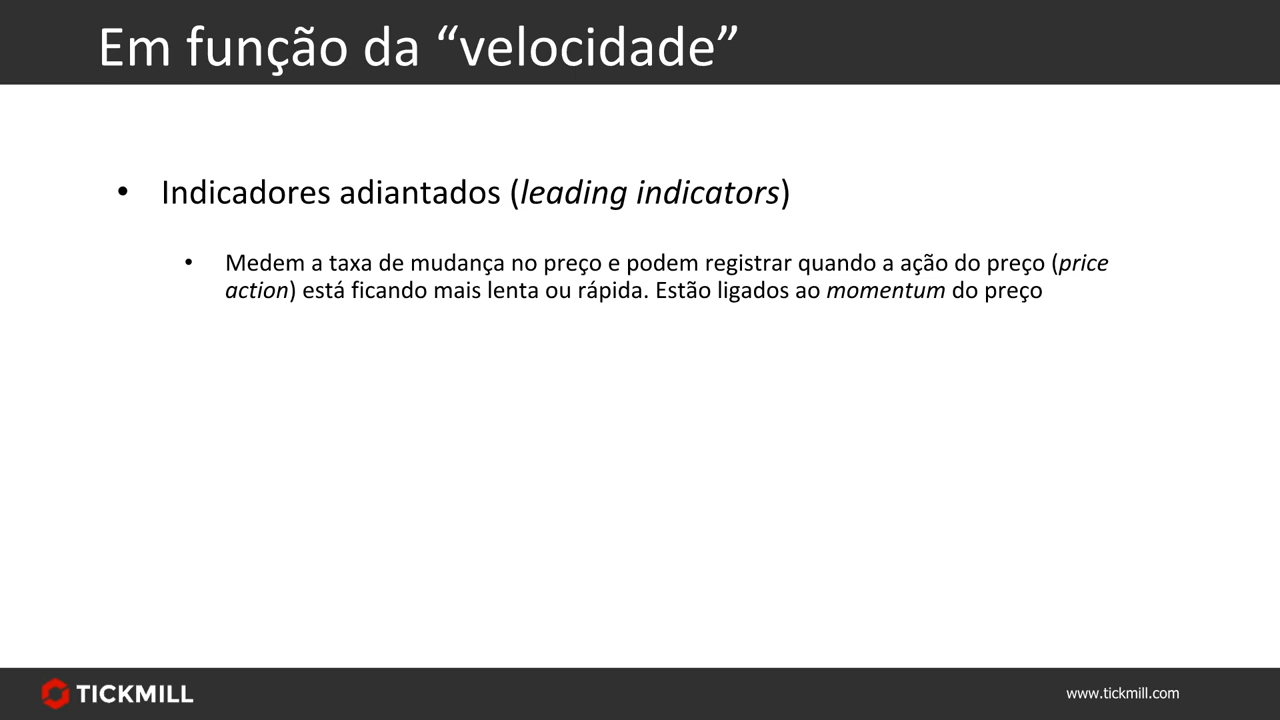 Em função da “velocidade”
• Indicadores adiantados (leading indicators)
• Medem a taxa de mudança no preço e podem registrar quando a ação do preço (price
action) está ficando mais lenta ou rápida. Estão ligados ao momentum do preço
TICKMILL
www.tickmill.com